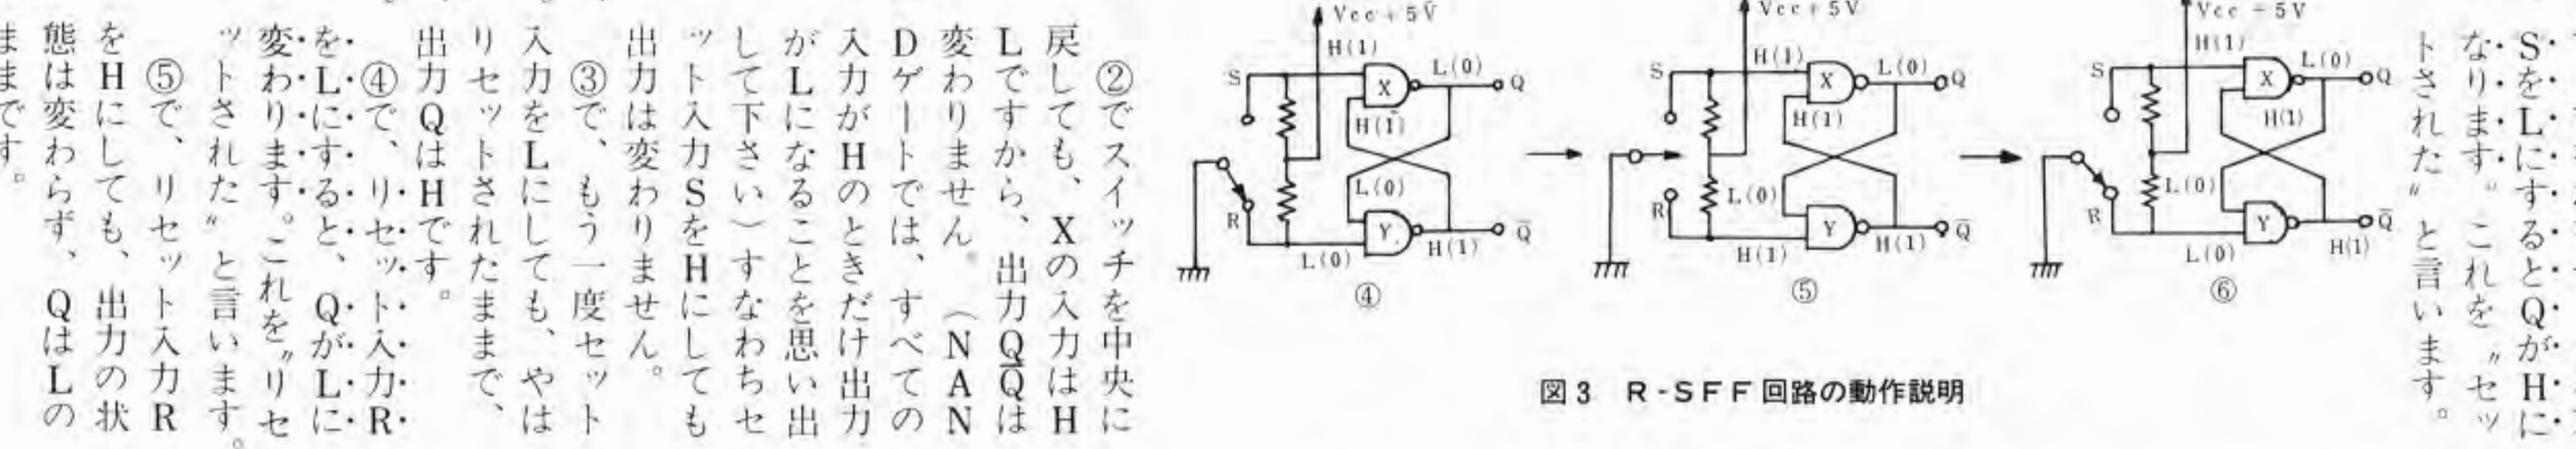 SをLにするとQがHに
なります。これを〝セッ
トされた〟と言います。
Vcc+5V
H(1)
L(0)
S
X
Q
H(1)
L(0)
R
Y
Q̅
L(0)
H(1)
④
Vcc+5V
H(1)
L(0)
S
X
Q
H(1)
L(0)
R
Y
Q̅
H(1)
H(1)
⑤
Vcc+5V
H(1)
L(0)
S
X
Q
H(1)
L(0)
R
Y
Q̅
L(0)
H(1)
⑥
図3 R-SFF回路の動作説明
②でスイッチを中央に
戻しても、Xの入力はH
Lですから、出力QQ̅は
変わりません。(NAN
Dゲートでは、すべての
入力がHのときだけ出力
がLになることを思い出
して下さい)すなわちセ
ット入力SをHにしても
出力は変わりません。
③で、もう一度セット
入力をLにしても、やは
りセットされたままで、
出力QはHです。
④で、リセット入力R
をLにすると、QがLに
変わります。これを〝リセ
ットされた〟と言います。
⑤で、リセット入力R
をHにしても、出力の状
態は変わらず、QはLの
ままです。